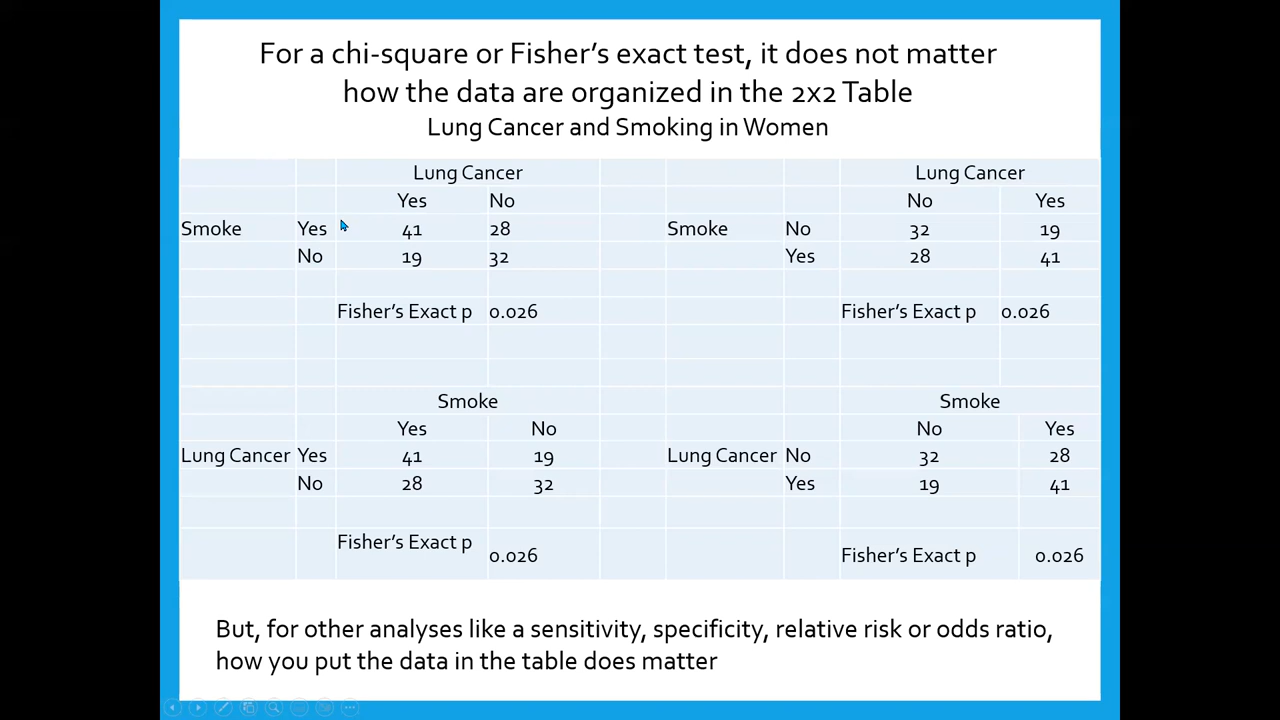 For a chi-square or Fisher's exact test, it does not matter
how the data are organized in the 2x2 Table
Lung Cancer and Smoking in Women
Lung Cancer
Yes No
Smoke Yes 41 28
No 19 32
Fisher's Exact p 0.026
Lung Cancer
No Yes
Smoke No 32 19
Yes 28 41
Fisher's Exact p 0.026
Smoke
Yes No
Lung Cancer Yes 41 19
No 28 32
Fisher's Exact p 0.026
Smoke
No Yes
Lung Cancer No 32 28
Yes 19 41
Fisher's Exact p 0.026
But, for other analyses like a sensitivity, specificity, relative risk or odds ratio,
how you put the data in the table does matter